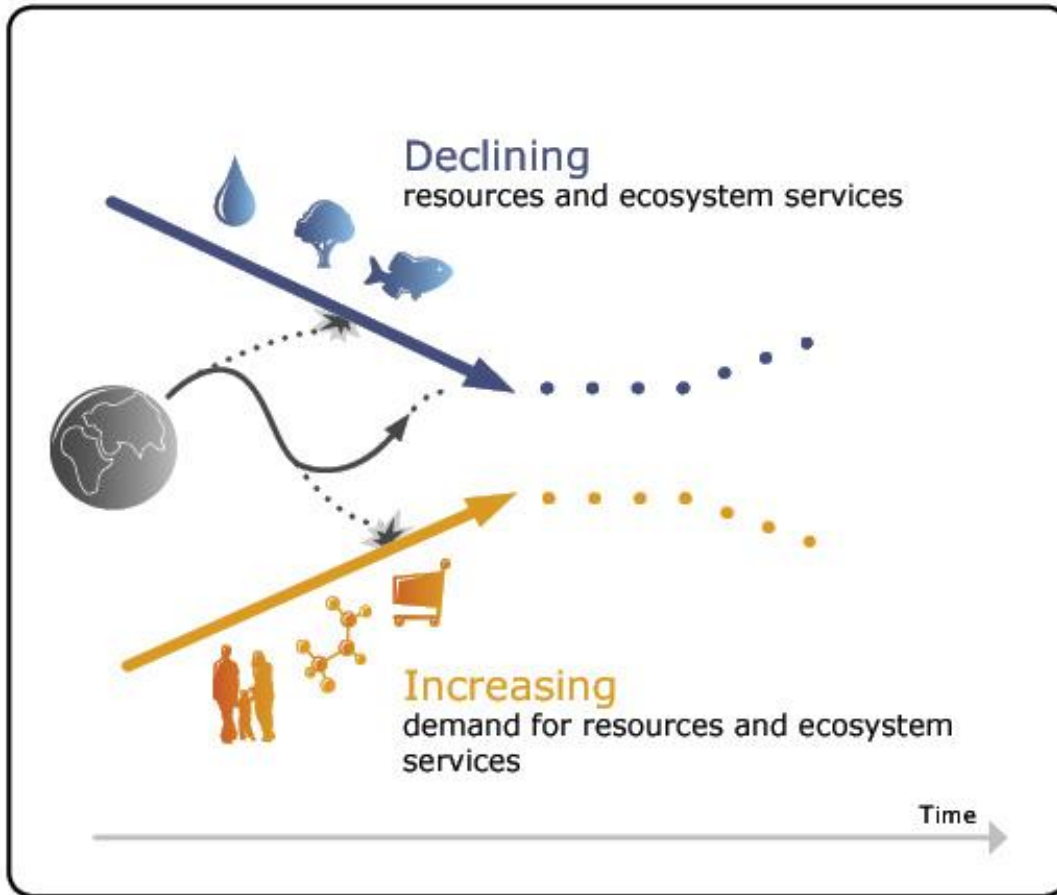 Declining
resources and ecosystem services
Increasing
demand for resources and ecosystem
services
Time